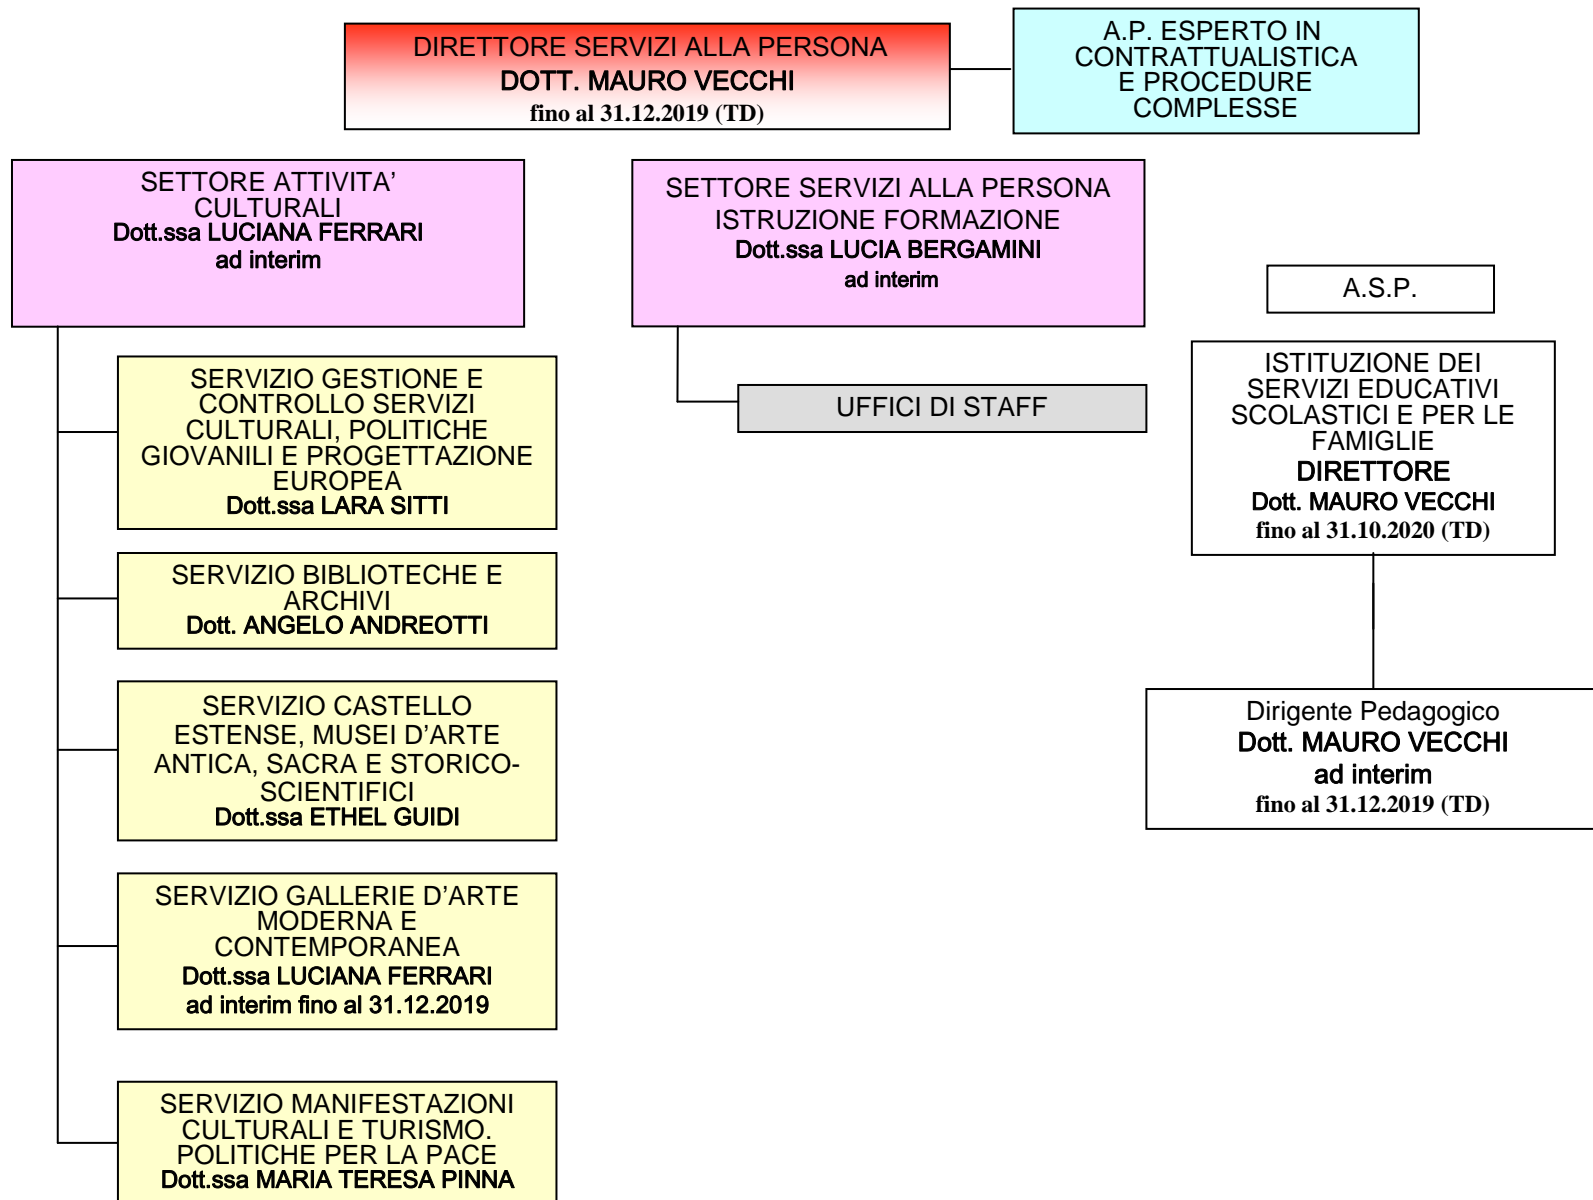 DIRETTORE SERVIZI ALLA PERSONA
DOTT. MAURO VECCHI
fino al 31.12.2019 (TD)
A.P. ESPERTO IN
CONTRATTUALISTICA
E PROCEDURE
COMPLESSE
SETTORE ATTIVITA'
CULTURALI
Dott.ssa LUCIANA FERRARI
ad interim
SETTORE SERVIZI ALLA PERSONA
ISTRUZIONE FORMAZIONE
Dott.ssa LUCIA BERGAMINI
ad interim
A.S.P.
SERVIZIO GESTIONE E
CONTROLLO SERVIZI
CULTURALI, POLITICHE
GIOVANILI E PROGETTAZIONE
EUROPEA
Dott.ssa LARA SITTI
UFFICI DI STAFF
ISTITUZIONE DEI
SERVIZI EDUCATIVI
SCOLASTICI E PER LE
FAMIGLIE
DIRETTORE
Dott. MAURO VECCHI
fino al 31.10.2020 (TD)
SERVIZIO BIBLIOTECHE E
ARCHIVI
Dott. ANGELO ANDREOTTI
SERVIZIO CASTELLO
ESTENSE, MUSEI D'ARTE
ANTICA, SACRA E STORICO-
SCIENTIFICI
Dott.ssa ETHEL GUIDI
Dirigente Pedagogico
Dott. MAURO VECCHI
ad interim
fino al 31.12.2019 (TD)
SERVIZIO GALLERIE D'ARTE
MODERNA E
CONTEMPORANEA
Dott.ssa LUCIANA FERRARI
ad interim fino al 31.12.2019
SERVIZIO MANIFESTAZIONI
CULTURALI E TURISMO.
POLITICHE PER LA PACE
Dott.ssa MARIA TERESA PINNA